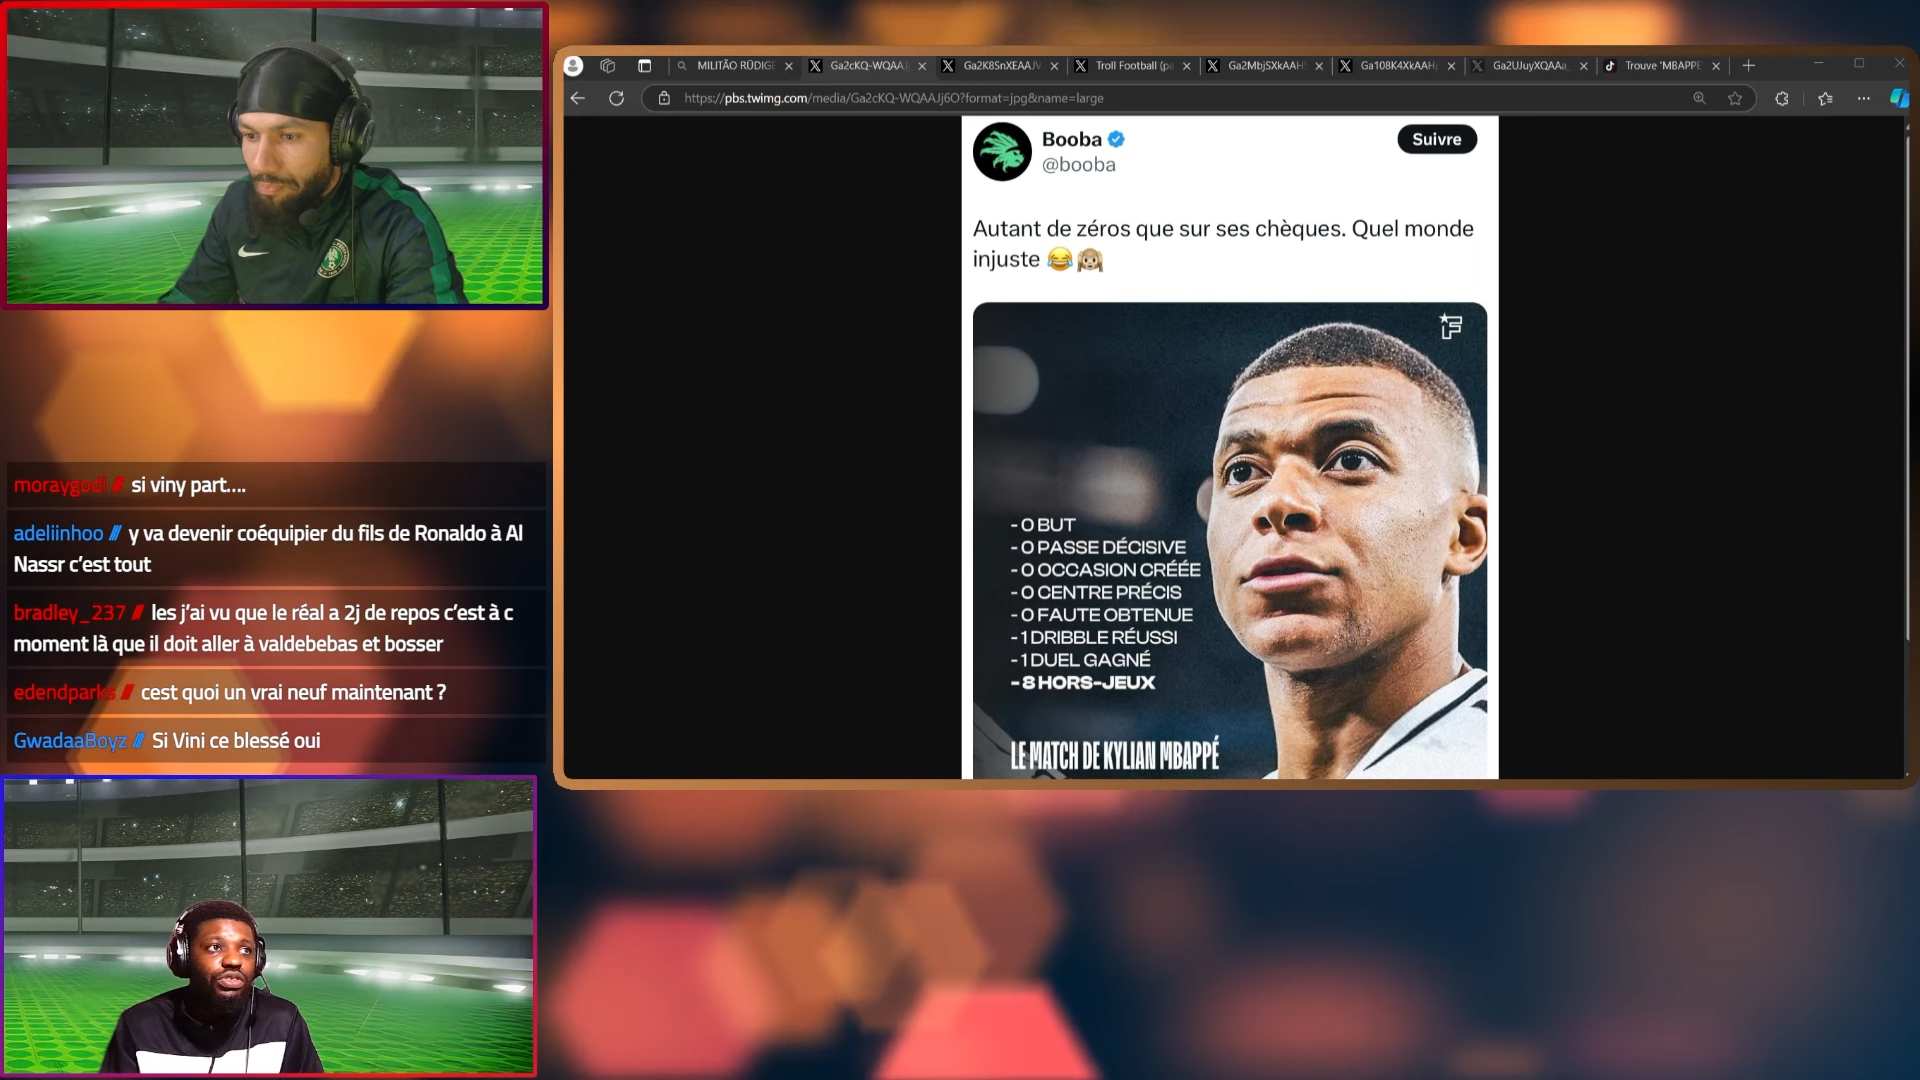 MILITÃO RÜDIGE
Ga2cKQ-WQAAJ
Ga2K8SnXEAAJV
Troll Football (pa
Ga2MbjSXkAAH
Ga108K4XkAAH
Ga2UJuyXQAAa
Trouve 'MBAPPE
https://pbs.twimg.com/media/Ga2cKQ-WQAAJj6O?format=jpg&name=large
Booba
@booba
Suivre
Autant de zéros que sur ses chèques. Quel monde
injuste 😂🙈
- 0 BUT
- 0 PASSE DÉCISIVE
- 0 OCCASION CRÉÉE
- 0 CENTRE PRÉCIS
- 0 FAUTE OBTENUE
- 1 DRIBBLE RÉUSSI
- 1 DUEL GAGNÉ
- 8 HORS-JEUX
LE MATCH DE KYLIAN MBAPPÉ
moraygodi // si viny part....
adeliinhoo // y va devenir coéquipier du fils de Ronaldo à Al
Nassr c'est tout
bradley_237 // les j'ai vu que le réal a 2j de repos c'est à c
moment là que il doit aller à valdebebas et bosser
edendparks // cest quoi un vrai neuf maintenant ?
GwadaaBoyz // Si Vini ce blessé oui